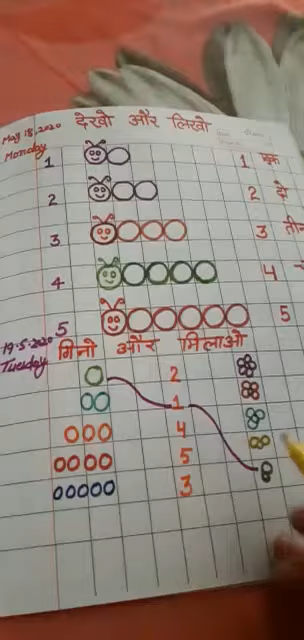 May 18, 2020 देखो और लिखो
Monday
1 1 एक
2 2 दो
3 3 तीन
4 4
5 5
19.5.2020
Tuesday गिनो और मिलाओ
2
1
4
5
3